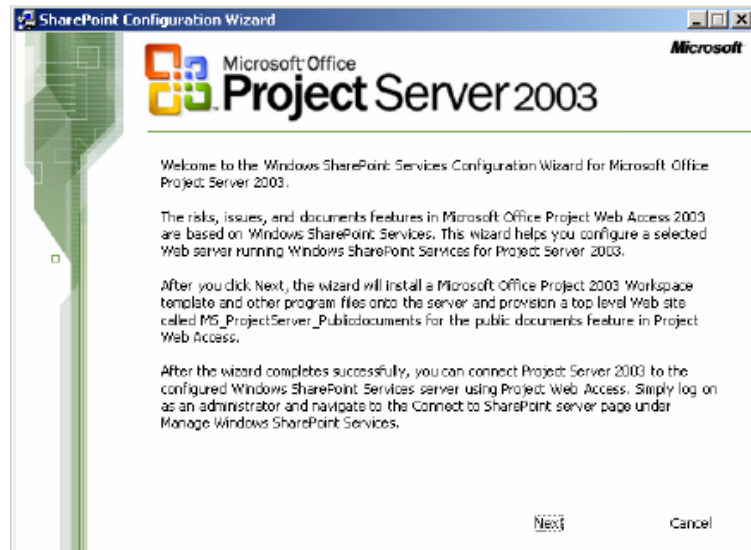 SharePoint Configuration Wizard
Microsoft
Microsoft Office
Project Server 2003
Welcome to the Windows SharePoint Services Configuration Wizard for Microsoft Office
Project Server 2003.
The risks, issues, and documents features in Microsoft Office Project Web Access 2003
are based on Windows SharePoint Services. This wizard helps you configure a selected
Web server running Windows SharePoint Services for Project Server 2003.
After you click Next, the wizard will install a Microsoft Office Project 2003 Workspace
template and other program files onto the server and provision a top level Web site
called MS_ProjectServer_Publicdocuments for the public documents feature in Project
Web Access.
After the wizard completes successfully, you can connect Project Server 2003 to the
configured Windows SharePoint Services server using Project Web Access. Simply log on
as an administrator and navigate to the Connect to SharePoint server page under
Manage Windows SharePoint Services.
Next Cancel